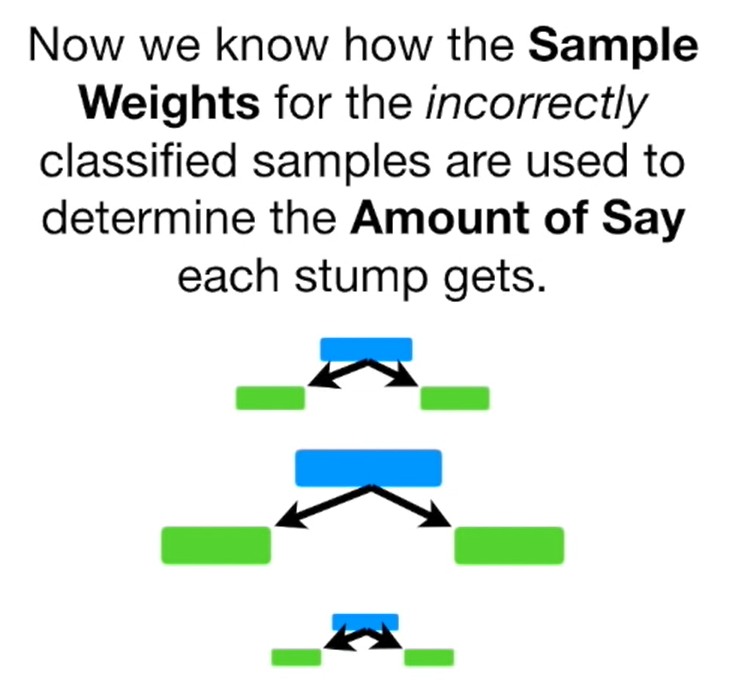 Now we know how the Sample
Weights for the incorrectly
classified samples are used to
determine the Amount of Say
each stump gets.